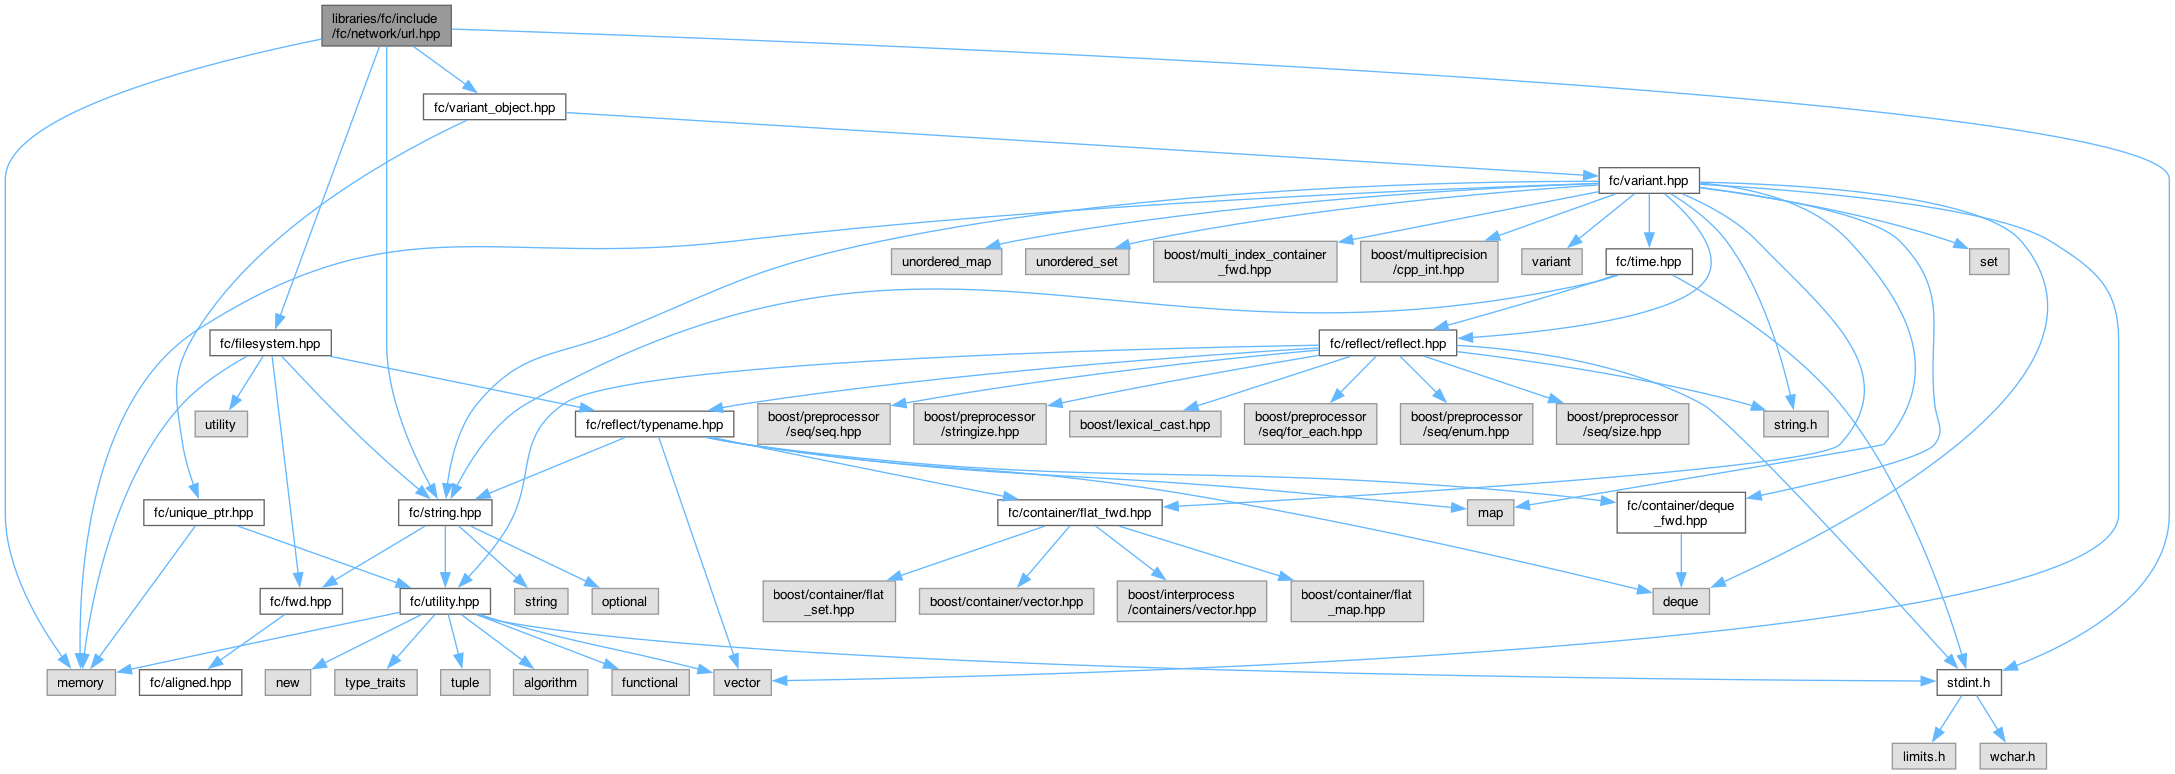 libraries/fc/include
/fc/network/url.hpp
fc/variant_object.hpp
fc/variant.hpp
unordered_map
unordered_set
boost/multi_index_container
_fwd.hpp
boost/multiprecision
/cpp_int.hpp
variant
fc/time.hpp
set
fc/filesystem.hpp
fc/reflect/reflect.hpp
utility
fc/reflect/typename.hpp
boost/preprocessor
/seq/seq.hpp
boost/preprocessor
/stringize.hpp
boost/lexical_cast.hpp
boost/preprocessor
/seq/for_each.hpp
boost/preprocessor
/seq/enum.hpp
boost/preprocessor
/seq/size.hpp
string.h
fc/unique_ptr.hpp
fc/string.hpp
fc/container/flat_fwd.hpp
map
fc/container/deque
_fwd.hpp
fc/fwd.hpp
fc/utility.hpp
string
optional
boost/container/flat
_set.hpp
boost/container/vector.hpp
boost/interprocess
/containers/vector.hpp
boost/container/flat
_map.hpp
deque
memory
fc/aligned.hpp
new
type_traits
tuple
algorithm
functional
vector
stdint.h
limits.h
wchar.h